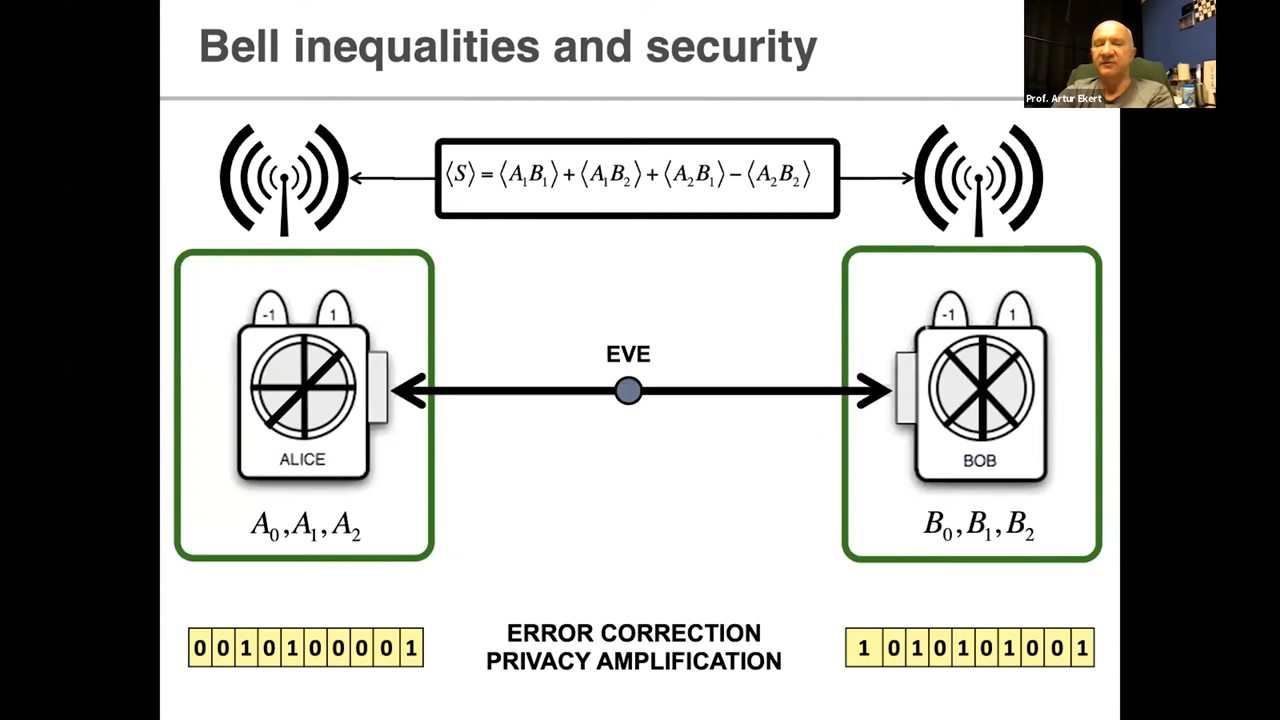 Bell inequalities and security
Prof. Artur Ekert
⟨S⟩ = ⟨A₁B₁⟩ + ⟨A₁B₂⟩ + ⟨A₂B₁⟩ − ⟨A₂B₂⟩
-1 1
-1 1
EVE
ALICE
BOB
A₀, A₁, A₂
B₀, B₁, B₂
0 0 1 0 1 0 0 0 0 1
ERROR CORRECTION
PRIVACY AMPLIFICATION
1 0 1 0 1 0 1 0 0 1